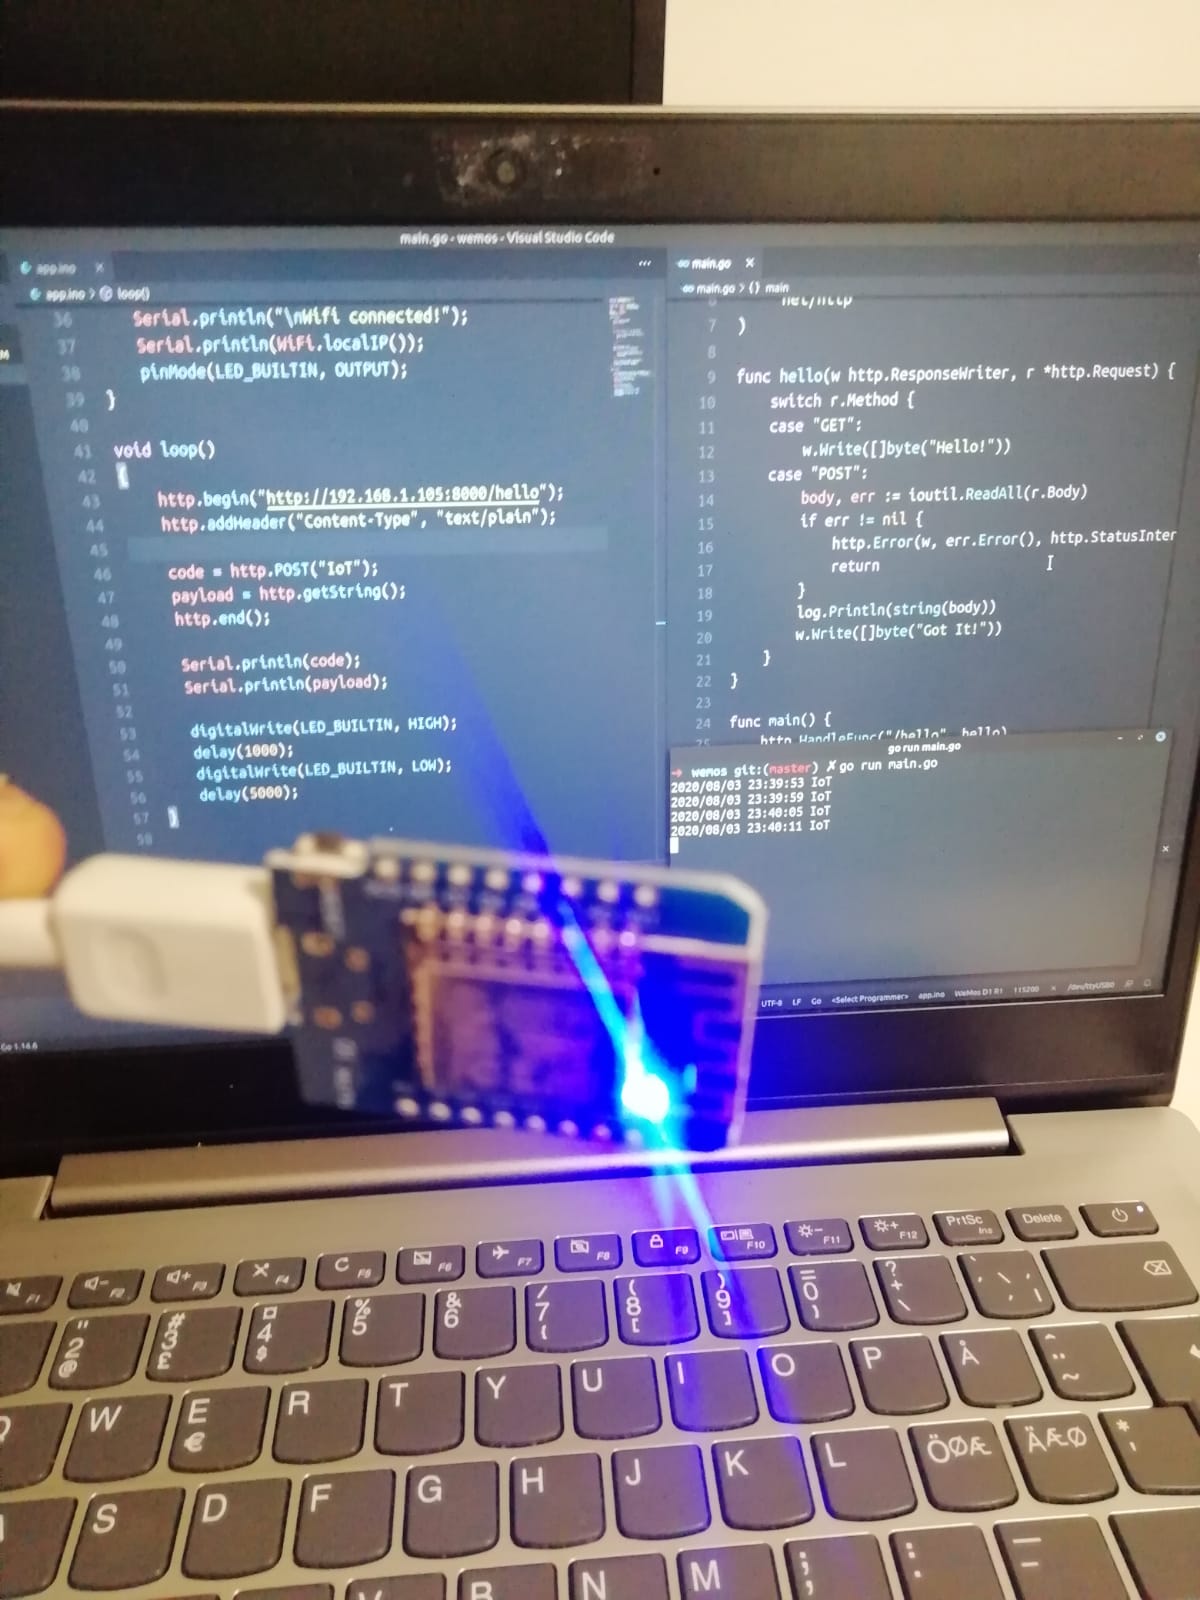 main.go - wemos - Visual Studio Code
app.ino ×
app.ino > loop()
36 Serial.println("\nWifi connected!");
37 Serial.println(WiFi.localIP());
38 pinMode(LED_BUILTIN, OUTPUT);
39 }
40
41 void loop()
42 {
43 http.begin("http://192.168.1.105:8000/hello");
44 http.addHeader("Content-Type", "text/plain");
45
46 code = http.POST("IoT");
47 payload = http.getString();
48 http.end();
49
50 Serial.println(code);
51 Serial.println(payload);
52
53 digitalWrite(LED_BUILTIN, HIGH);
54 delay(1000);
55 digitalWrite(LED_BUILTIN, LOW);
56 delay(5000);
57 }
58
main.go ×
main.go > {} main
net/http
7 )
8
9 func hello(w http.ResponseWriter, r *http.Request) {
10 switch r.Method {
11 case "GET":
12 w.Write([]byte("Hello!"))
13 case "POST":
14 body, err := ioutil.ReadAll(r.Body)
15 if err != nil {
16 http.Error(w, err.Error(), http.StatusInter
17 return
18 }
19 log.Println(string(body))
20 w.Write([]byte("Got It!"))
21 }
22 }
23
24 func main() {
25 http.HandleFunc("/hello", hello)
go run main.go
→ wemos git:(master) ✗ go run main.go
2020/08/03 23:39:53 IoT
2020/08/03 23:39:59 IoT
2020/08/03 23:40:05 IoT
2020/08/03 23:40:11 IoT
UTF-8 LF Go <Select Programmer> app.ino WeMos D1 R1 115200 × /dev/ttyUSB0
Go 1.14.6
F1 F2 F3 F4 F5 F6 F7 F8 F9 F10 F11 F12 PrtSc Ins Delete
" 2 @ # 3 £ ¤ 4 $ % 5 & 6 / 7 { ( 8 [ ) 9 ] = 0 } ? + \ ` ´
W E € R T Y U I O P Å ^ ¨ ~
S D F G H J K L ÖØÆ ÄÆØ * '
B N M ; , : . _ -